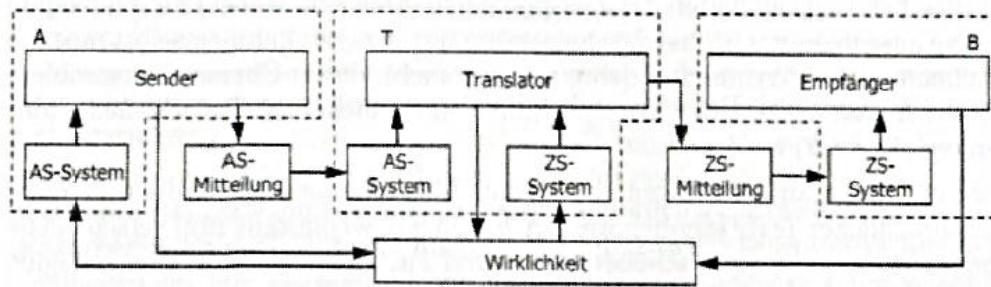 A
T
B
Sender
Translator
Empfänger
AS-System
AS-
Mitteilung
AS-
System
ZS-
System
ZS-
Mitteilung
ZS-
System
Wirklichkeit